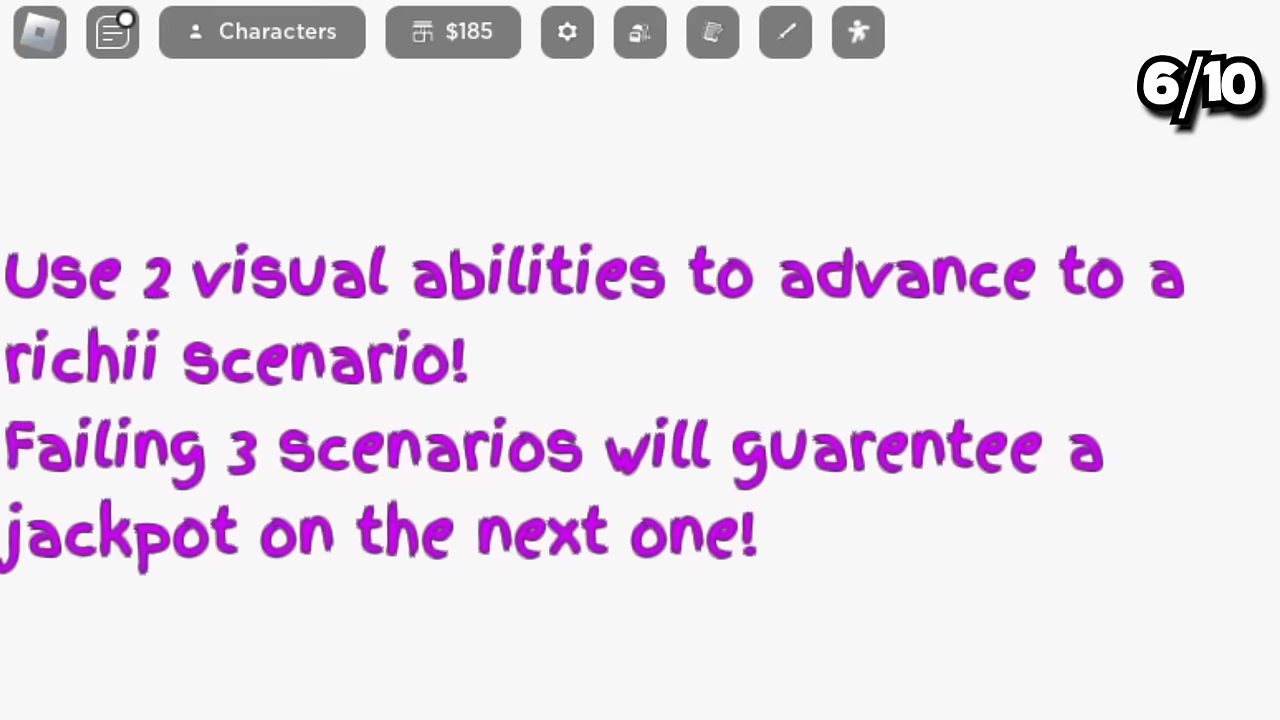 Characters
$185
6/10
Use 2 visual abilities to advance to a
richii scenario!
Failing 3 scenarios will guarentee a
jackpot on the next one!